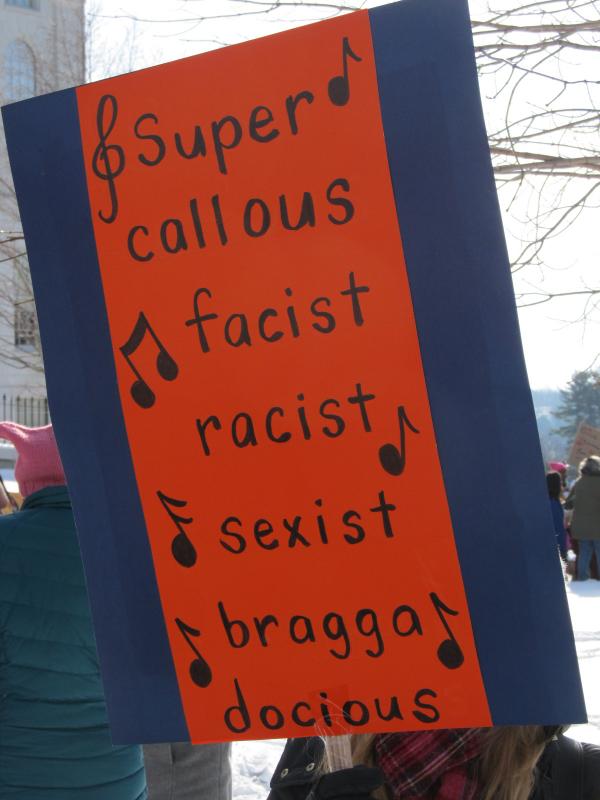 Super
callous
facist
racist
sexist
bragga
docious